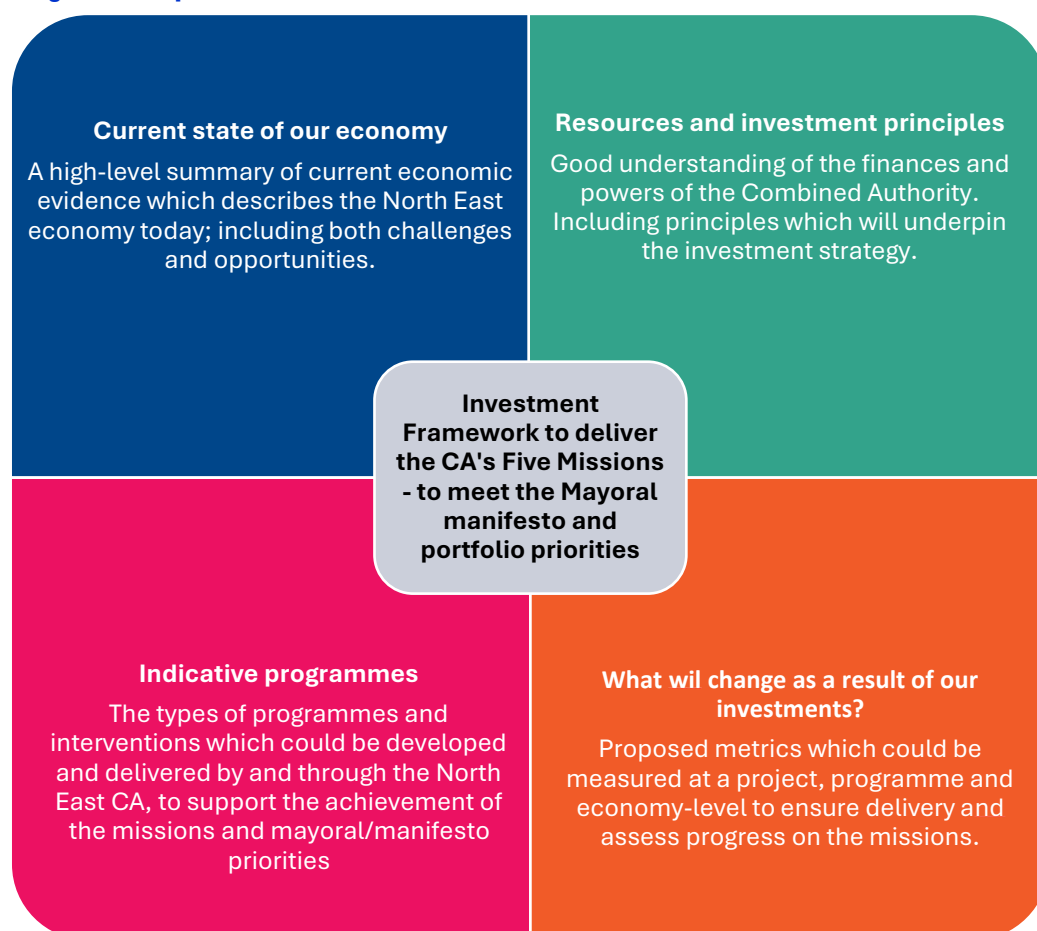 Current state of our economy
A high-level summary of current economic
evidence which describes the North East
economy today; including both challenges
and opportunities.
Resources and investment principles
Good understanding of the finances and
powers of the Combined Authority.
Including principles which will underpin
the investment strategy.
Investment
Framework to deliver
the CA's Five Missions
- to meet the Mayoral
manifesto and
portfolio priorities
Indicative programmes
The types of programmes and
interventions which could be developed
and delivered by and through the North
East CA, to support the achievement of
the missions and mayoral/manifesto
priorities
What wil change as a result of our
investments?
Proposed metrics which could be
measured at a project, programme and
economy-level to ensure delivery and
assess progress on the missions.